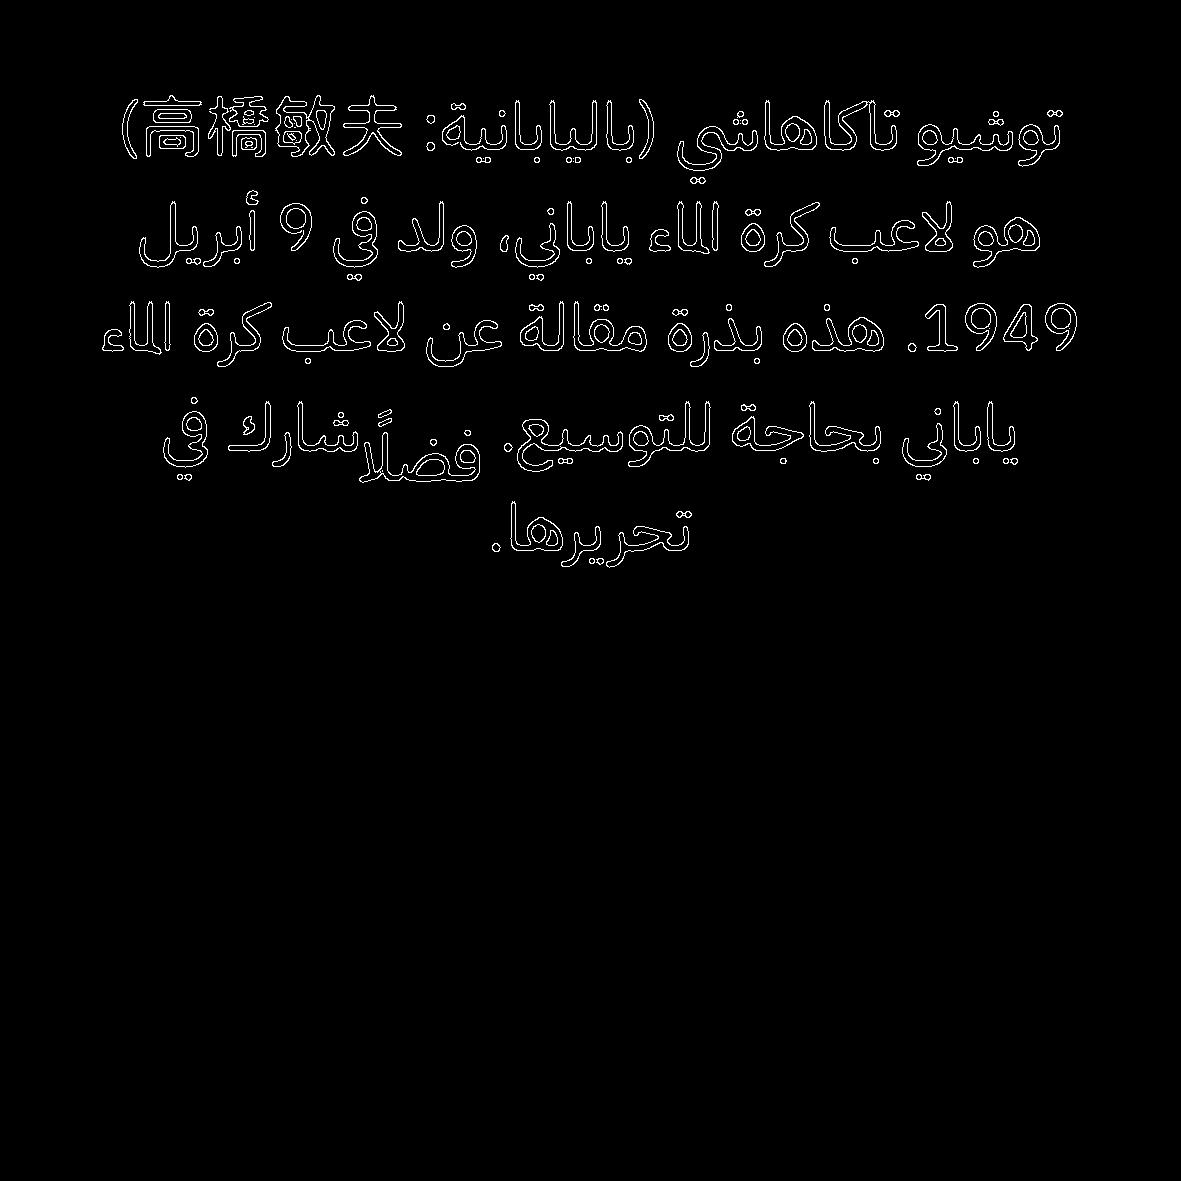 توشيو تاكاهاشي (باليابانية: 高橋敏夫)
هو لاعب كرة الماء ياباني، ولد في 9 أبريل
1949. هذه بذرة مقالة عن لاعب كرة الماء
ياباني بحاجة للتوسيع. فضلًا شارك في
تحريرها.